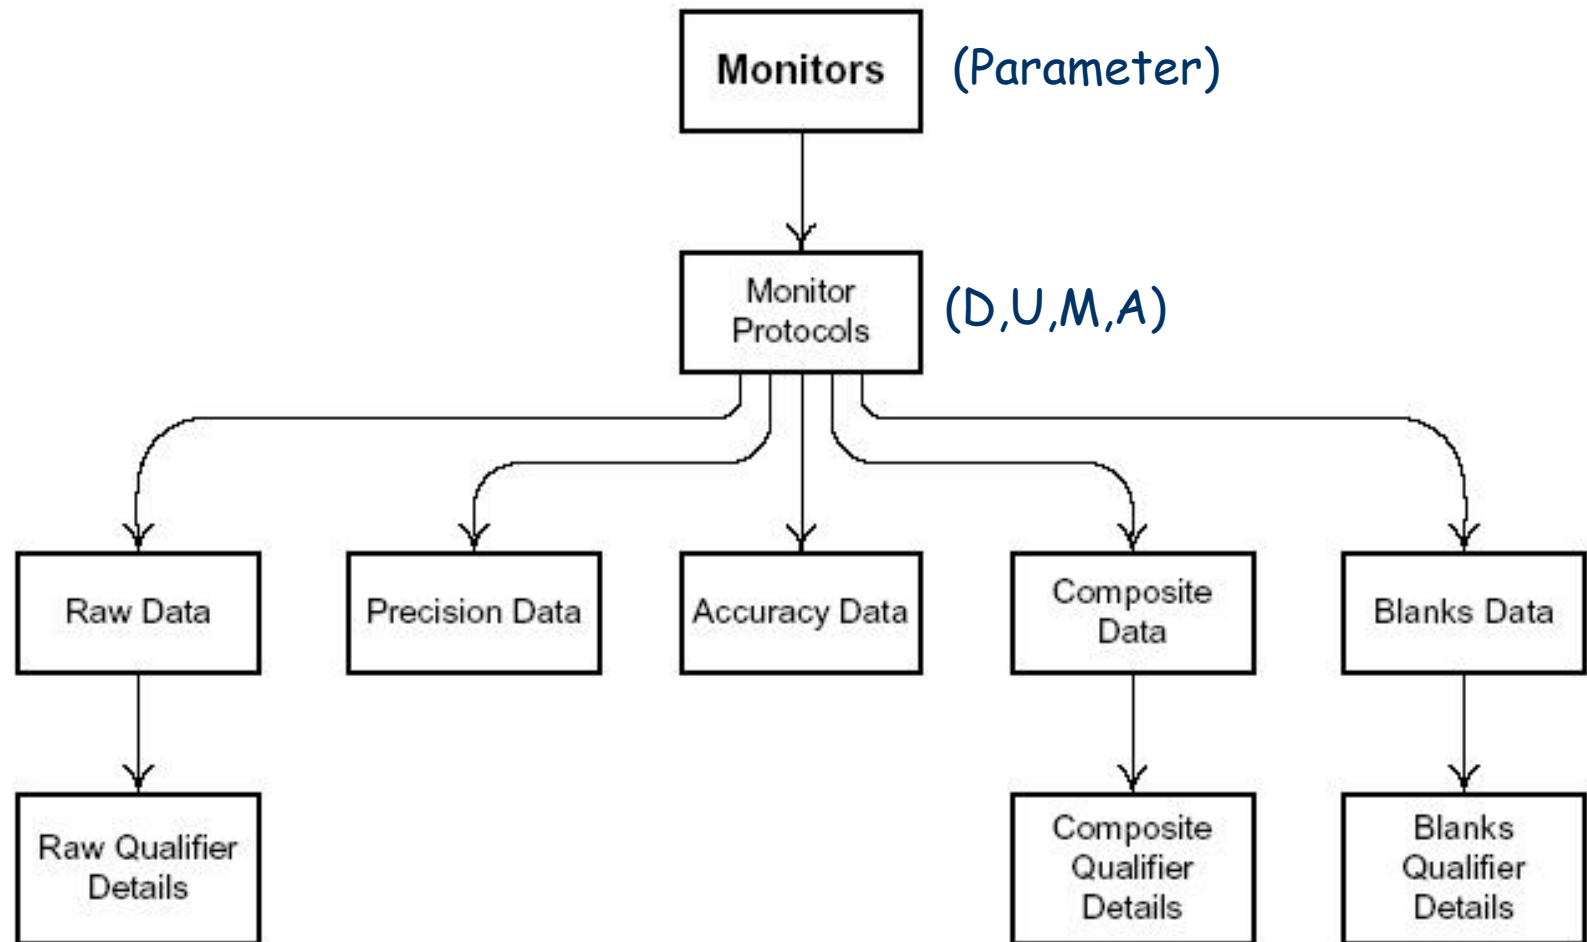 Monitors
(Parameter)
Monitor
Protocols
(D,U,M,A)
Raw Data
Precision Data
Accuracy Data
Composite
Data
Blanks Data
Raw Qualifier
Details
Composite
Qualifier
Details
Blanks
Qualifier
Details